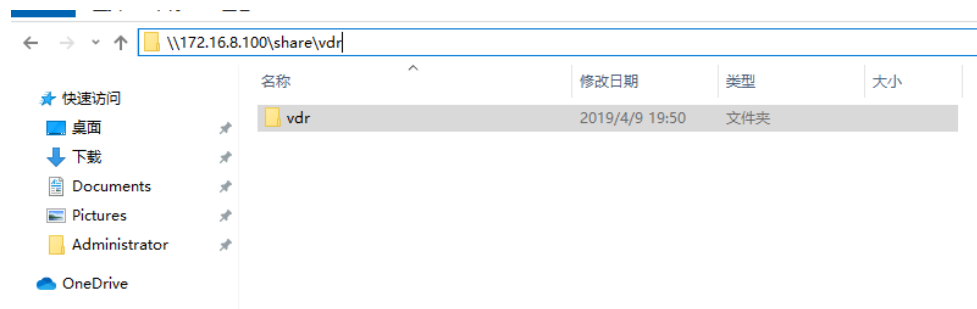 \\172.16.8.100\share\vdr
名称 修改日期 类型 大小
快速访问
桌面
下载
Documents
Pictures
Administrator
OneDrive
vdr 2019/4/9 19:50 文件夹